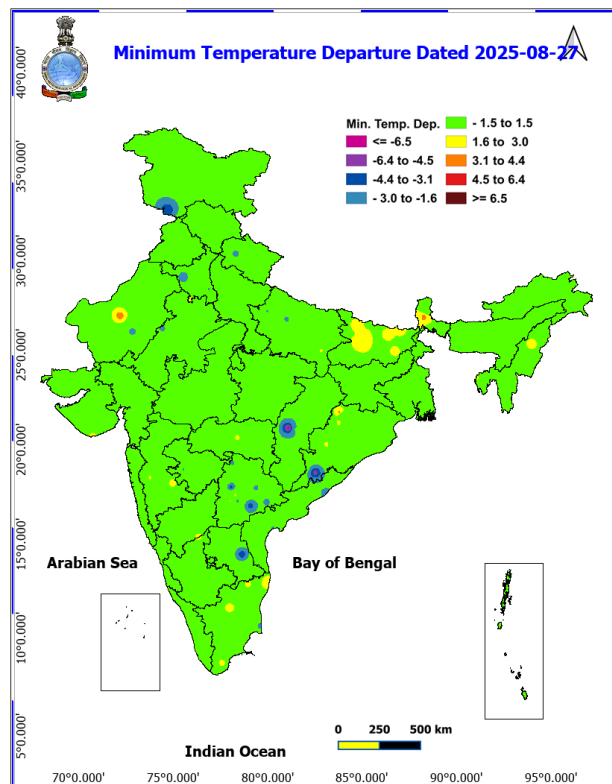 Minimum Temperature Departure Dated 2025-08-27
Min. Temp. Dep.
<= -6.5
-6.4 to -4.5
-4.4 to -3.1
- 3.0 to -1.6
- 1.5 to 1.5
1.6 to 3.0
3.1 to 4.4
4.5 to 6.4
>= 6.5
40°0.000'
35°0.000'
30°0.000'
25°0.000'
20°0.000'
15°0.000'
10°0.000'
5°0.000'
Arabian Sea
Bay of Bengal
0 250 500 km
Indian Ocean
70°0.000' 75°0.000' 80°0.000' 85°0.000' 90°0.000' 95°0.000'